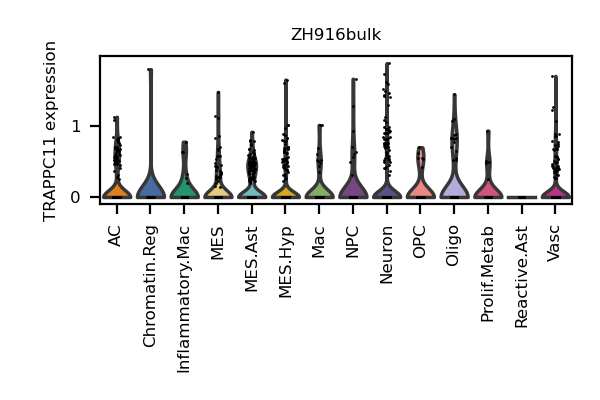 ZH916bulk
TRAPPC11 expression
1
0
AC
Chromatin.Reg
Inflammatory.Mac
MES
MES.Ast
MES.Hyp
Mac
NPC
Neuron
OPC
Oligo
Prolif.Metab
Reactive.Ast
Vasc